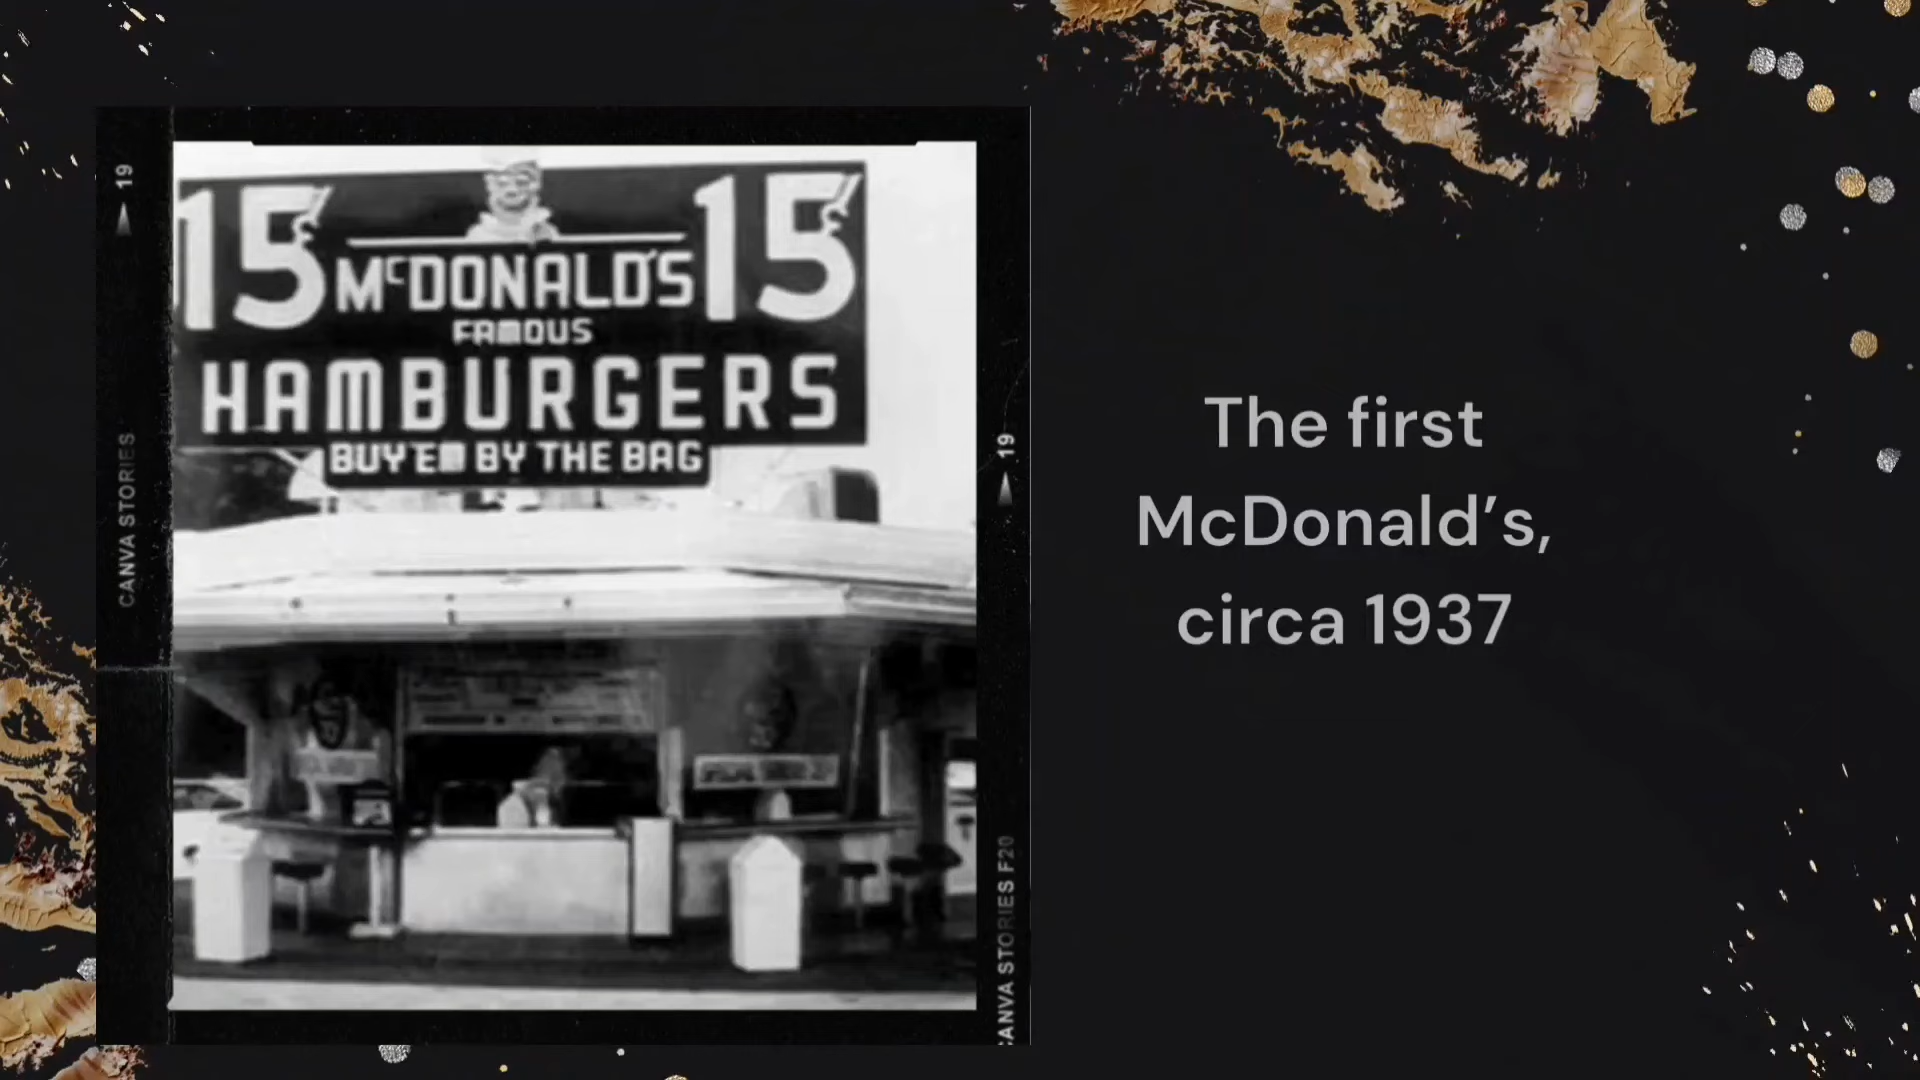 15¢ McDONALD'S 15¢
FAMOUS
HAMBURGERS
BUY'EM BY THE BAG
The first
McDonald’s,
circa 1937
19
CANVA STORIES
19
CANVA STORIES F20